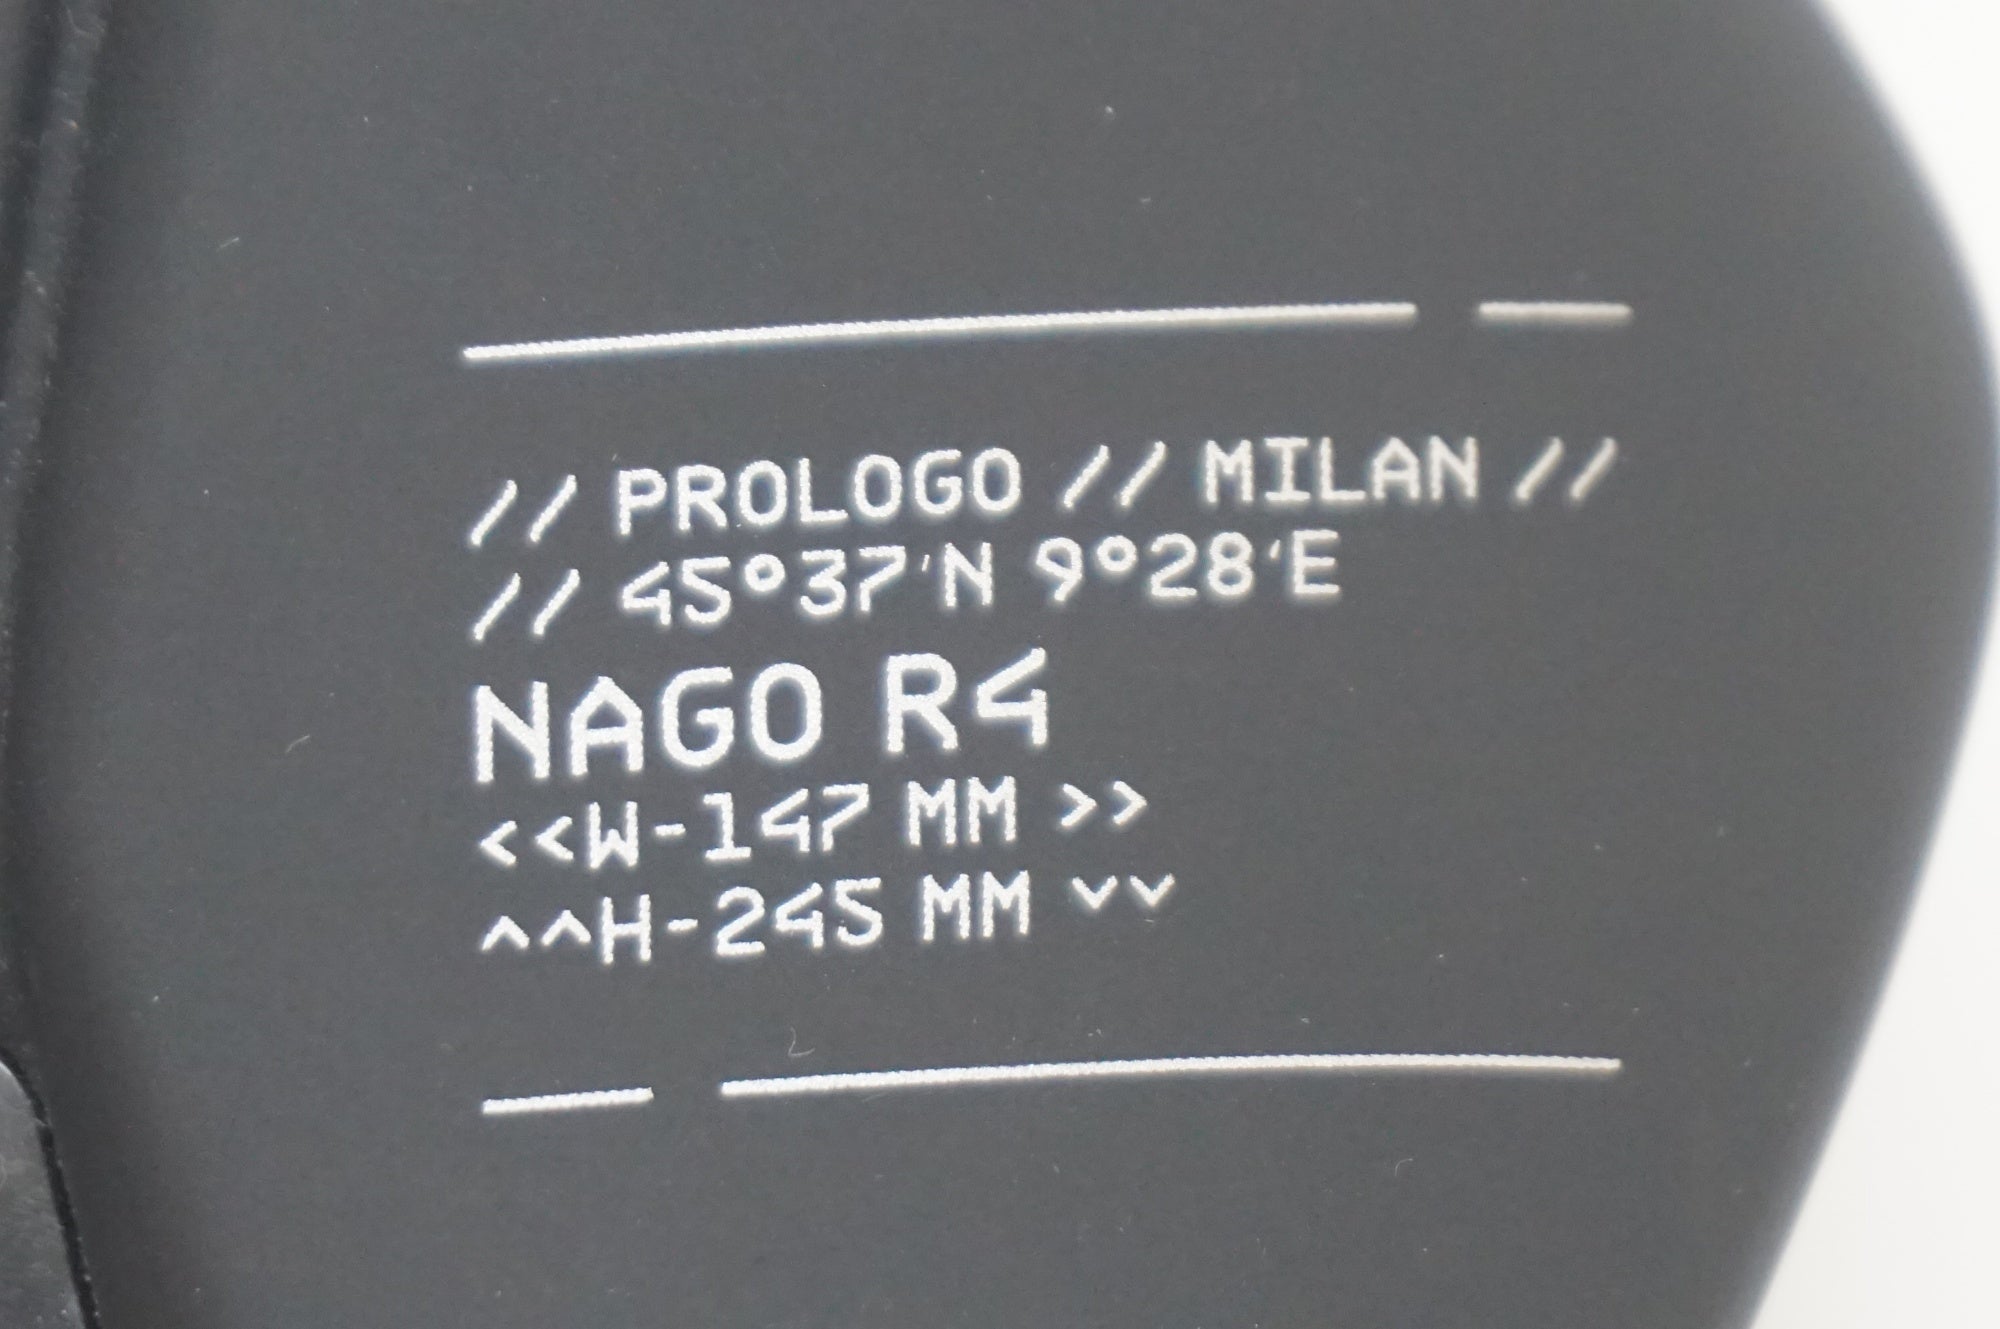 // PROLOGO // MILAN //
// 45°37'N 9°28'E
NAGO R4
<<W-147 MM >>
^^H-245 MM ᵛᵛ